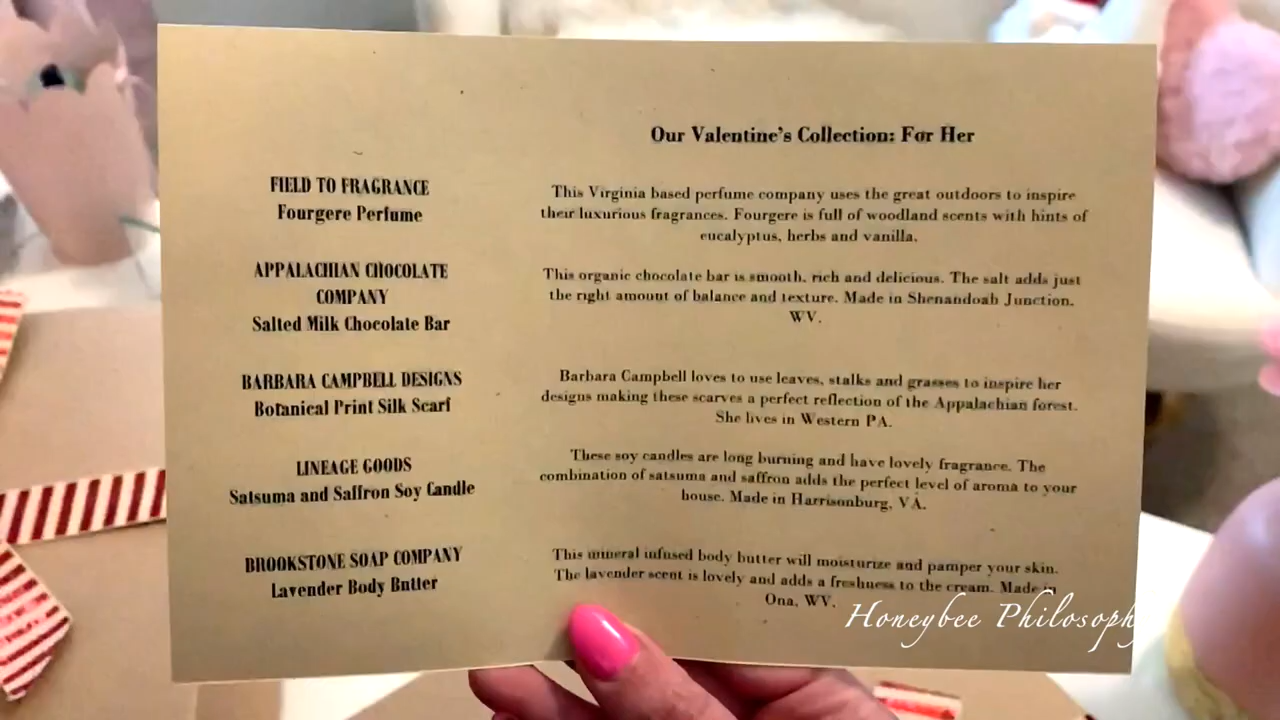 Our Valentine's Collection: For Her
FIELD TO FRAGRANCE
Fourgere Perfume
This Virginia based perfume company uses the great outdoors to inspire
their luxurious fragrances. Fourgere is full of woodland scents with hints of
eucalyptus, herbs and vanilla.
APPALACHIAN CHOCOLATE
COMPANY
Salted Milk Chocolate Bar
This organic chocolate bar is smooth, rich and delicious. The salt adds just
the right amount of balance and texture. Made in Shenandoah Junction,
WV.
BARBARA CAMPBELL DESIGNS
Botanical Print Silk Scarf
Barbara Campbell loves to use leaves, stalks and grasses to inspire her
designs making these scarves a perfect reflection of the Appalachian forest.
She lives in Western PA.
LINEAGE GOODS
Satsuma and Saffron Soy Candle
These soy candles are long burning and have lovely fragrance. The
combination of satsuma and saffron adds the perfect level of aroma to your
house. Made in Harrisonburg, VA.
BROOKSTONE SOAP COMPANY
Lavender Body Butter
This mineral infused body butter will moisturize and pamper your skin.
The lavender scent is lovely and adds a freshness to the cream. Made in
Ona, WV.
Honeybee Philosophy